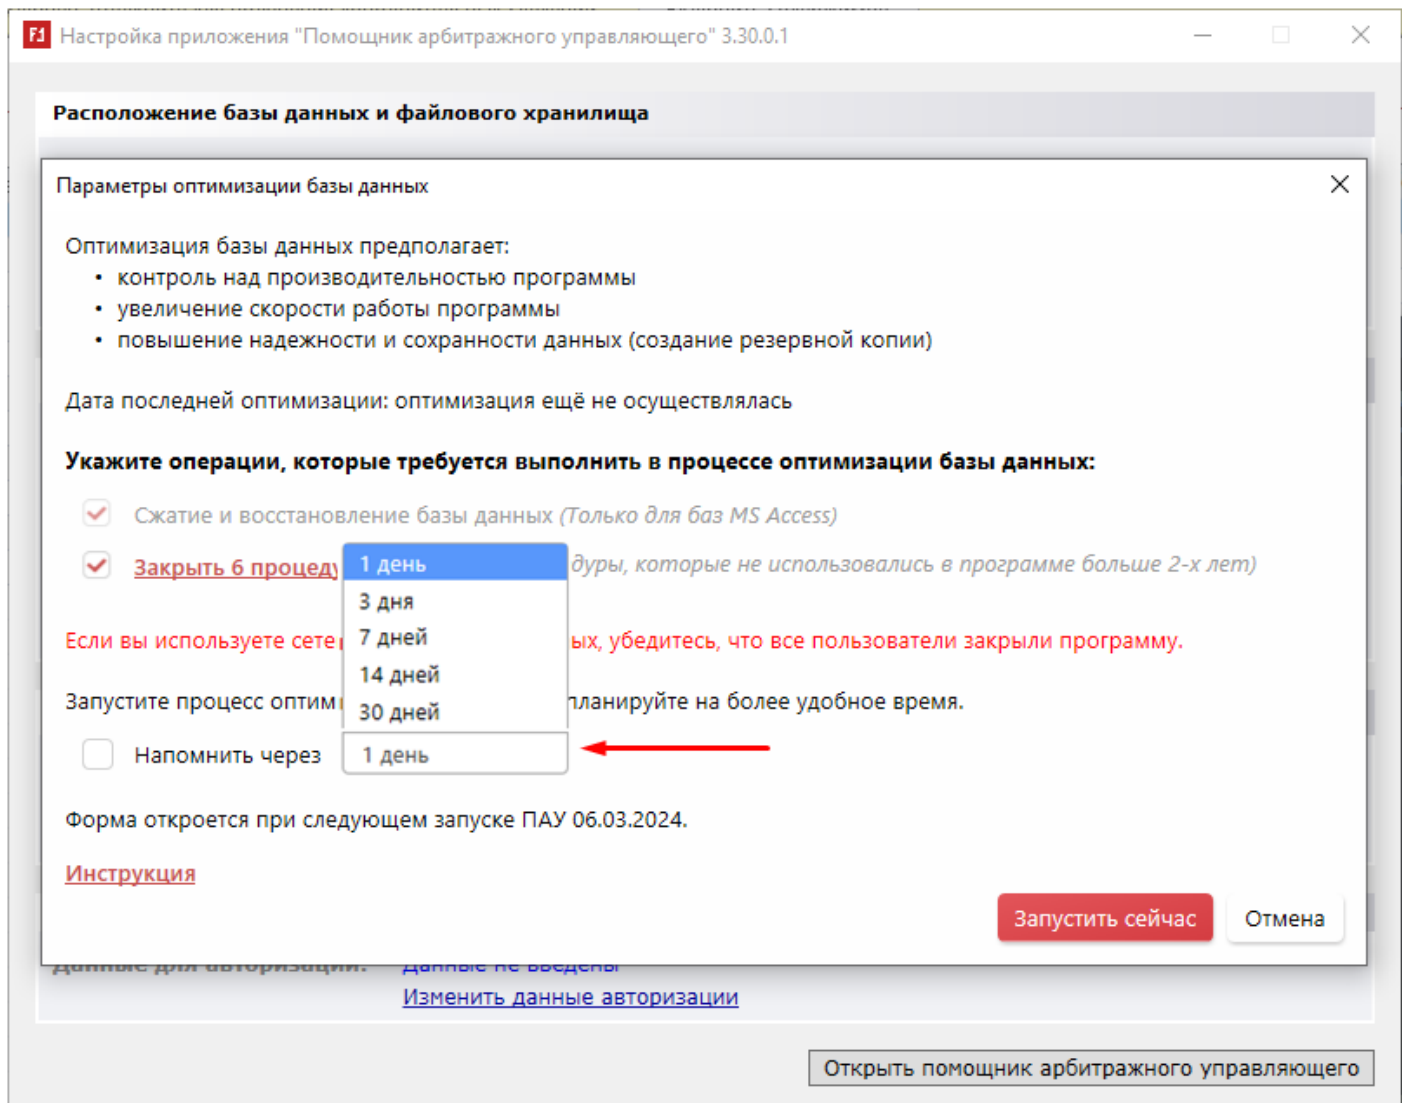 Настройка приложения "Помощник арбитражного управляющего" 3.30.0.1
Расположение базы данных и файлового хранилища
Параметры оптимизации базы данных
Оптимизация базы данных предполагает:
• контроль над производительностью программы
• увеличение скорости работы программы
• повышение надежности и сохранности данных (создание резервной копии)
Дата последней оптимизации: оптимизация ещё не осуществлялась
Укажите операции, которые требуется выполнить в процессе оптимизации базы данных:
Сжатие и восстановление базы данных (Только для баз MS Access)
Закрыть 6 процеду 1 день дуры, которые не использовались в программе больше 2-х лет)
3 дня
Если вы используете сете 7 дней ых, убедитесь, что все пользователи закрыли программу.
14 дней
Запустите процесс оптим планируйте на более удобное время.
30 дней
Напомнить через 1 день
Форма откроется при следующем запуске ПАУ 06.03.2024.
Инструкция
Запустить сейчас Отмена
Данные для авторизации: Данные не введены
Изменить данные авторизации
Открыть помощник арбитражного управляющего